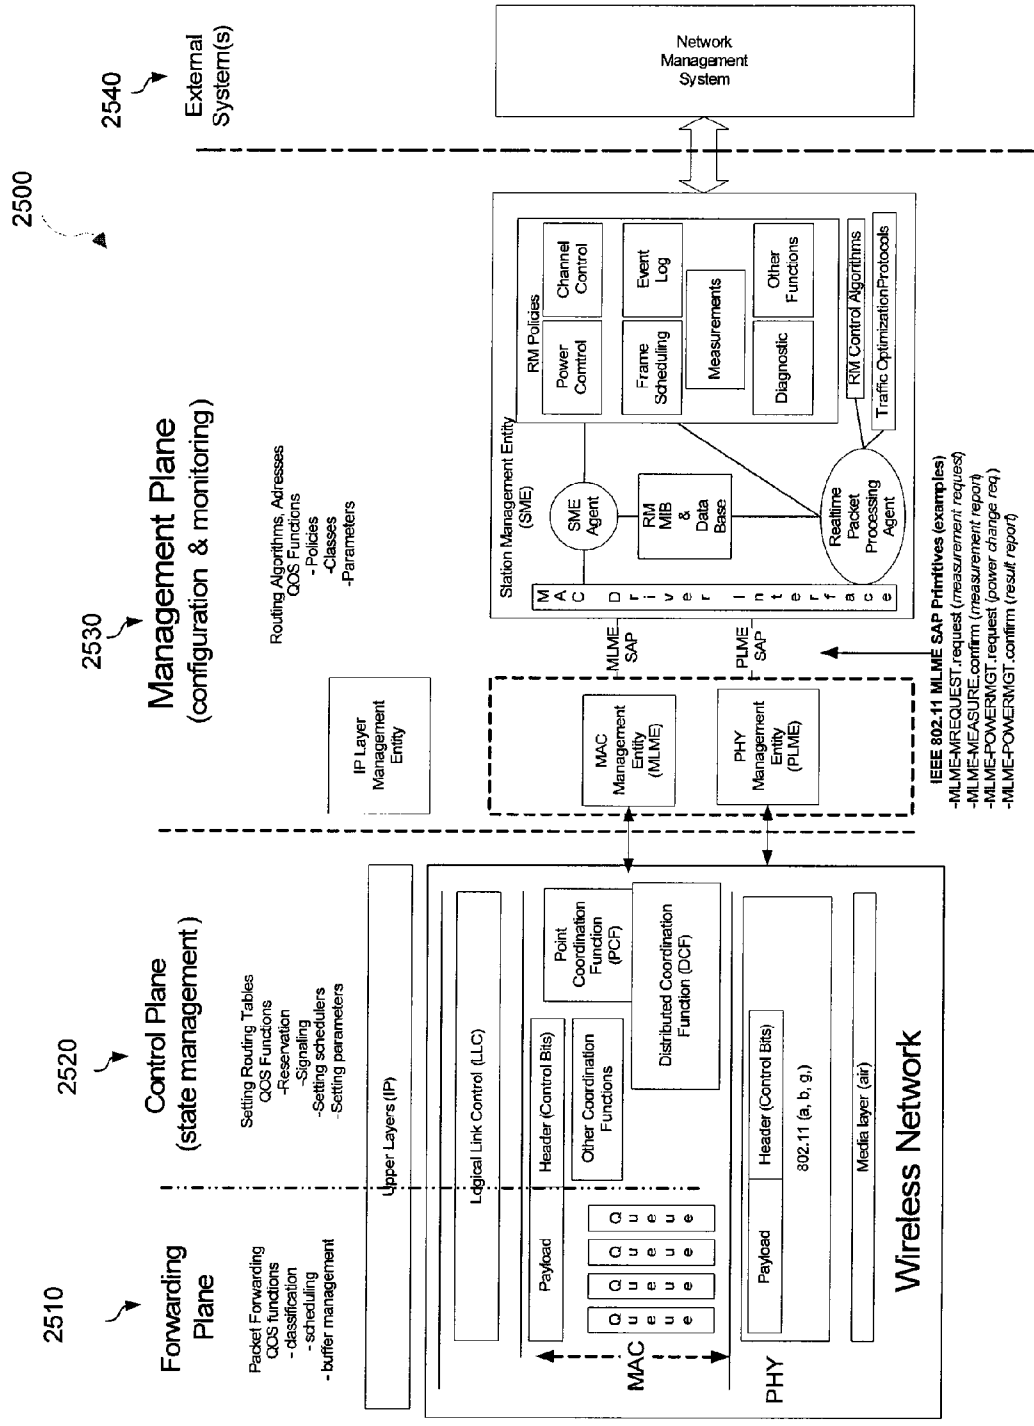 2500
2510
Forwarding
Plane
Packet Forwarding
QOS functions
- classification
- scheduling
- buffer management
2520
Control Plane
(state management )
Setting Routing Tables
QOS Functions
-Reservation
-Signaling
-Setting schedulers
-Setting parameters
2530
Management Plane
(configuration & monitoring)
Routing Algorithms, Adresses
QOS Functions
- Policies
-Classes
-Parameters
2540
External
System(s)
Upper Layers (IP)
Logical Link Control (LLC)
Payload
Header (Control Bits)
Queue
Queue
Queue
Queue
Other Coordination
Functions
Point
Coordination
Function
(PCF)
Distributed Coordination
Function (DCF)
MAC
PHY
Payload
Header (Control Bits)
802.11 (a, b, g,)
Media layer (air)
Wireless Network
IP Layer
Management
Entity
MAC
Management
Entity
(MLME)
PHY
Management
Entity
(PLME)
MLME
SAP
PLME
SAP
Station Management Entity
(SME)
MAC Driver Interface
SME
Agent
RM
MIB
&
Data
Base
Realtime
Packet
Processing
Agent
RM Policies
Power
Comtrol
Channel
Control
Frame
Scheduling
Event
Log
Measurements
Diagnostic
Other
Functions
RM Control Algorithms
Traffic OptimizationProtocols
Network
Management
System
IEEE 802.11 MLME SAP Primitives (examples)
-MLME-MREQUEST.request (measurement request)
-MLME-MEASURE.confirm (measurement report)
-MLME-POWERMGT.request (power change req.)
-MLME-POWERMGT.confirm (result report)